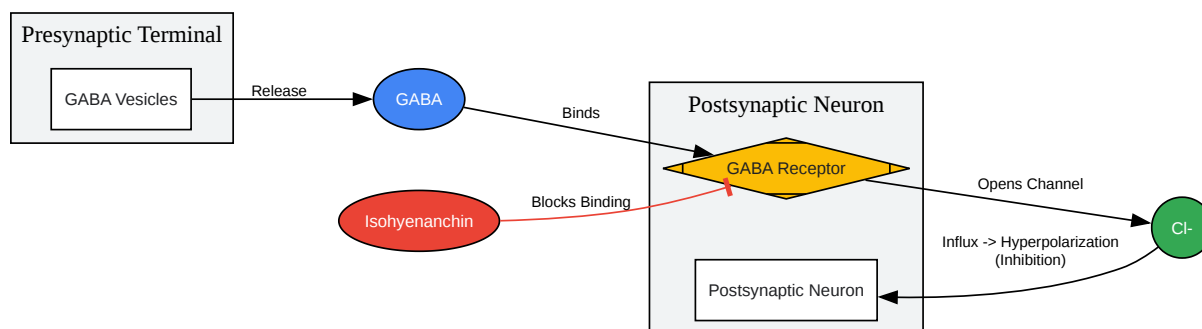 Presynaptic Terminal
GABA Vesicles
Release
GABA
Binds
Postsynaptic Neuron
GABA Receptor
Blocks Binding
Isohyenanchin
Opens Channel
Cl-
Influx -> Hyperpolarization
(Inhibition)
Postsynaptic Neuron